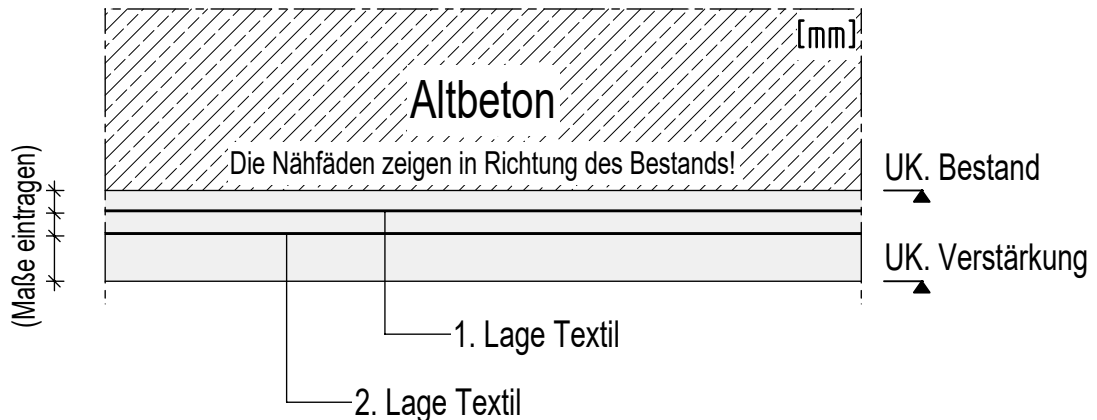 [mm]
Altbeton
Die Nähfäden zeigen in Richtung des Bestands!
UK. Bestand
(Maße eintragen)
UK. Verstärkung
1. Lage Textil
2. Lage Textil